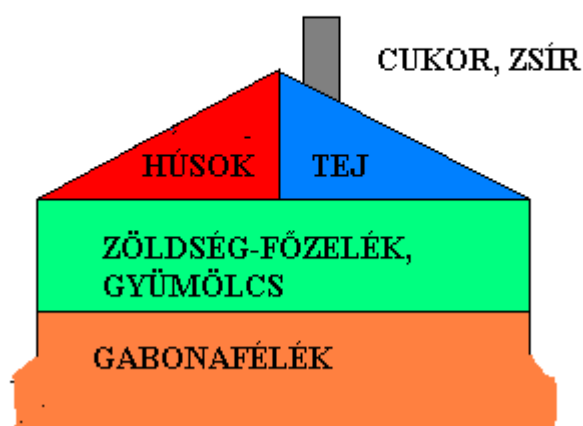 CUKOR, ZSÍR
HÚSOK
TEJ
ZÖLDSÉG-FŐZELÉK,
GYÜMÖLCS
GABONAFÉLÉK